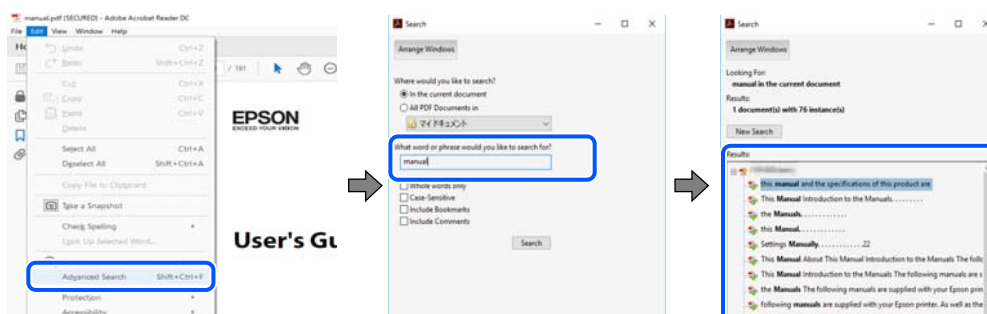 manual.pdf (SECURED) - Adobe Acrobat Reader DC
File Edit View Window Help
Undo Ctrl+Z
Redo Shift+Ctrl+Z
Cut Ctrl+X
Copy Ctrl+C
Paste Ctrl+V
Delete
Select All Ctrl+A
Deselect All Shift+Ctrl+A
Copy File to Clipboard
Take a Snapshot
Check Spelling
Look Up Selected Word...
Advanced Search Shift+Ctrl+F
Protection
Accessibility
/ 191
EPSON
EXCEED YOUR VISION
User's Gu
Search
Arrange Windows
Where would you like to search?
In the current document
All PDF Documents in
マイ ドキュメント
What word or phrase would you like to search for?
manual
Whole words only
Case-Sensitive
Include Bookmarks
Include Comments
Search
Search
Arrange Windows
Looking For:
manual in the current document
Results:
1 document(s) with 76 instance(s)
New Search
Results:
this manual and the specifications of this product are
This Manual Introduction to the Manuals. . . . . . . . .
the Manuals. . . . . . . . . . . . .
this Manual. . . . . . . . . . . . .
Settings Manually. . . . . . . . . . . . .22
This Manual About This Manual Introduction to the Manuals The follo
This Manual Introduction to the Manuals The following manuals are s
the Manuals The following manuals are supplied with your Epson prin
following manuals are supplied with your Epson printer. As well as the